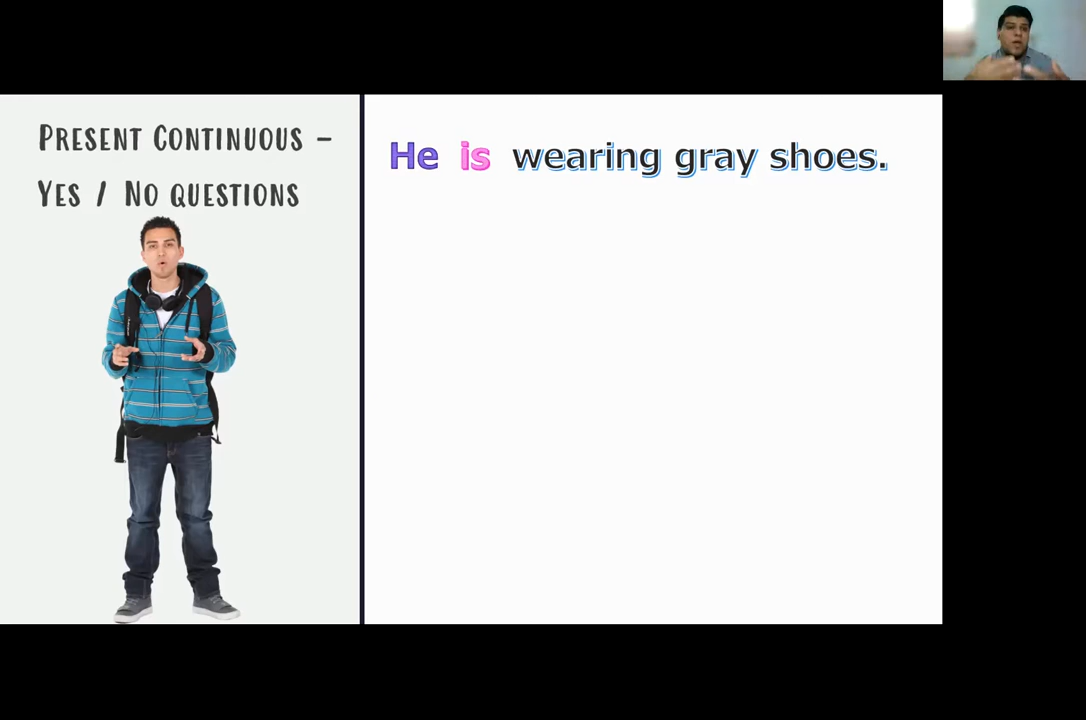 Present Continuous –
Yes / No questions
He is wearing gray shoes.